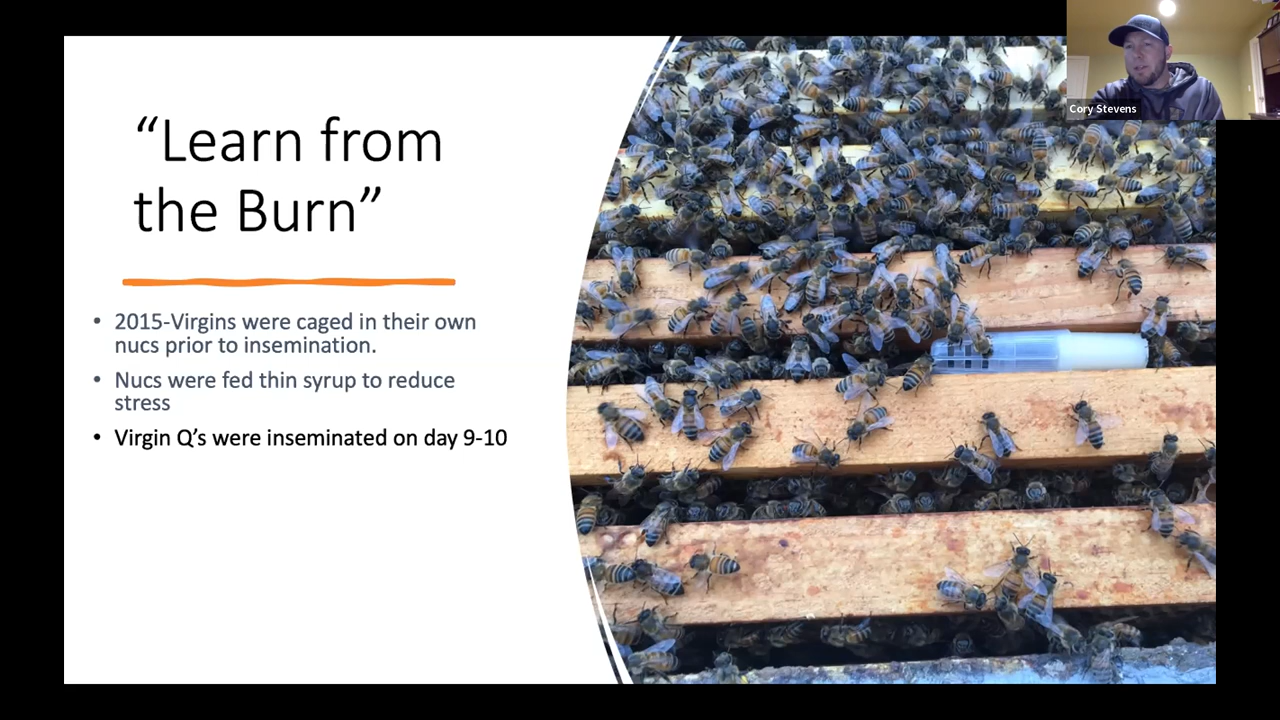 Cory Stevens
“Learn from
the Burn”
• 2015-Virgins were caged in their own
nucs prior to insemination.
• Nucs were fed thin syrup to reduce
stress
• Virgin Q’s were inseminated on day 9-10